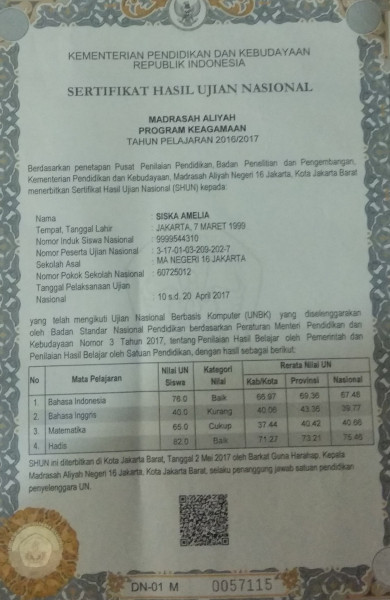 KEMENTERIAN PENDIDIKAN DAN KEBUDAYAAN
REPUBLIK INDONESIA
SERTIFIKAT HASIL UJIAN NASIONAL
MADRASAH ALIYAH
PROGRAM KEAGAMAAN
TAHUN PELAJARAN 2016/2017
Berdasarkan penetapan Pusat Penilaian Pendidikan, Badan Penelitian dan Pengembangan,
Kementerian Pendidikan dan Kebudayaan, Madrasah Aliyah Negeri 16 Jakarta, Kota Jakarta Barat
menerbitkan Sertifikat Hasil Ujian Nasional (SHUN) kepada:
Nama : SISKA AMELIA
Tempat, Tanggal Lahir : JAKARTA, 7 MARET 1999
Nomor Induk Siswa Nasional : 9999544310
Nomor Peserta Ujian Nasional : 3-17-01-03-209-202-7
Sekolah Asal : MA NEGERI 16 JAKARTA
Nomor Pokok Sekolah Nasional : 60725012
Tanggal Pelaksanaan Ujian
Nasional : 10 s.d. 20 April 2017
yang telah mengikuti Ujian Nasional Berbasis Komputer (UNBK) yang diselenggarakan
oleh Badan Standar Nasional Pendidikan berdasarkan Peraturan Menteri Pendidikan dan
Kebudayaan Nomor 3 Tahun 2017, tentang Penilaian Hasil Belajar oleh Pemerintah dan
Penilaian Hasil Belajar oleh Satuan Pendidikan, dengan hasil sebagai berikut:
No Mata Pelajaran Nilai UN Siswa Kategori Nilai Rerata Nilai UN
Kab/Kota Provinsi Nasional
1. Bahasa Indonesia 76.0 Baik 66.97 69.36 67.46
2. Bahasa Inggris 40.0 Kurang 40.06 43.36 39.77
3. Matematika 65.0 Cukup 37.44 40.42 40.66
4. Hadis 82.0 Baik 71.27 73.21 75.46
SHUN ini diterbitkan di Kota Jakarta Barat, Tanggal 2 Mei 2017 oleh Barkat Guna Harahap, Kepala
Madrasah Aliyah Negeri 16 Jakarta, Kota Jakarta Barat, selaku penanggung jawab satuan pendidikan
penyelenggara UN.
DN-01 M 0057115